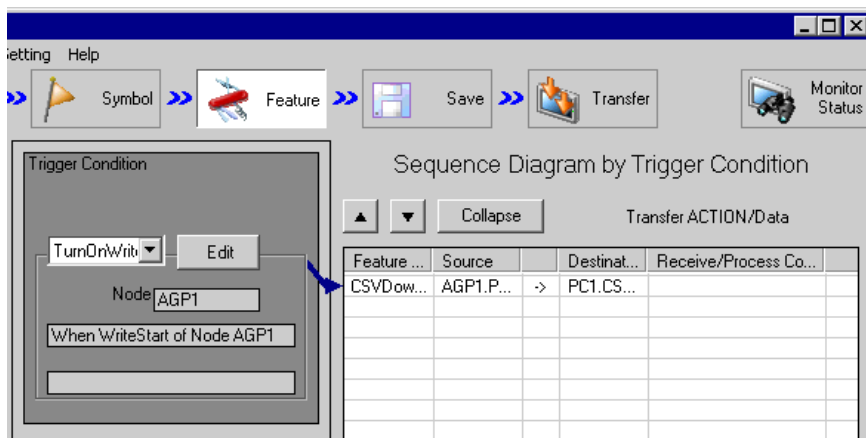 Setting Help
Symbol
Feature
Save
Transfer
Monitor
Status
Trigger Condition
TurnOnWrit
Edit
Node AGP1
When WriteStart of Node AGP1
Sequence Diagram by Trigger Condition
Collapse
Transfer ACTION/Data
Feature ... Source Destinat... Receive/Process Co...
CSVDow... AGP1.P... -> PC1.CS...